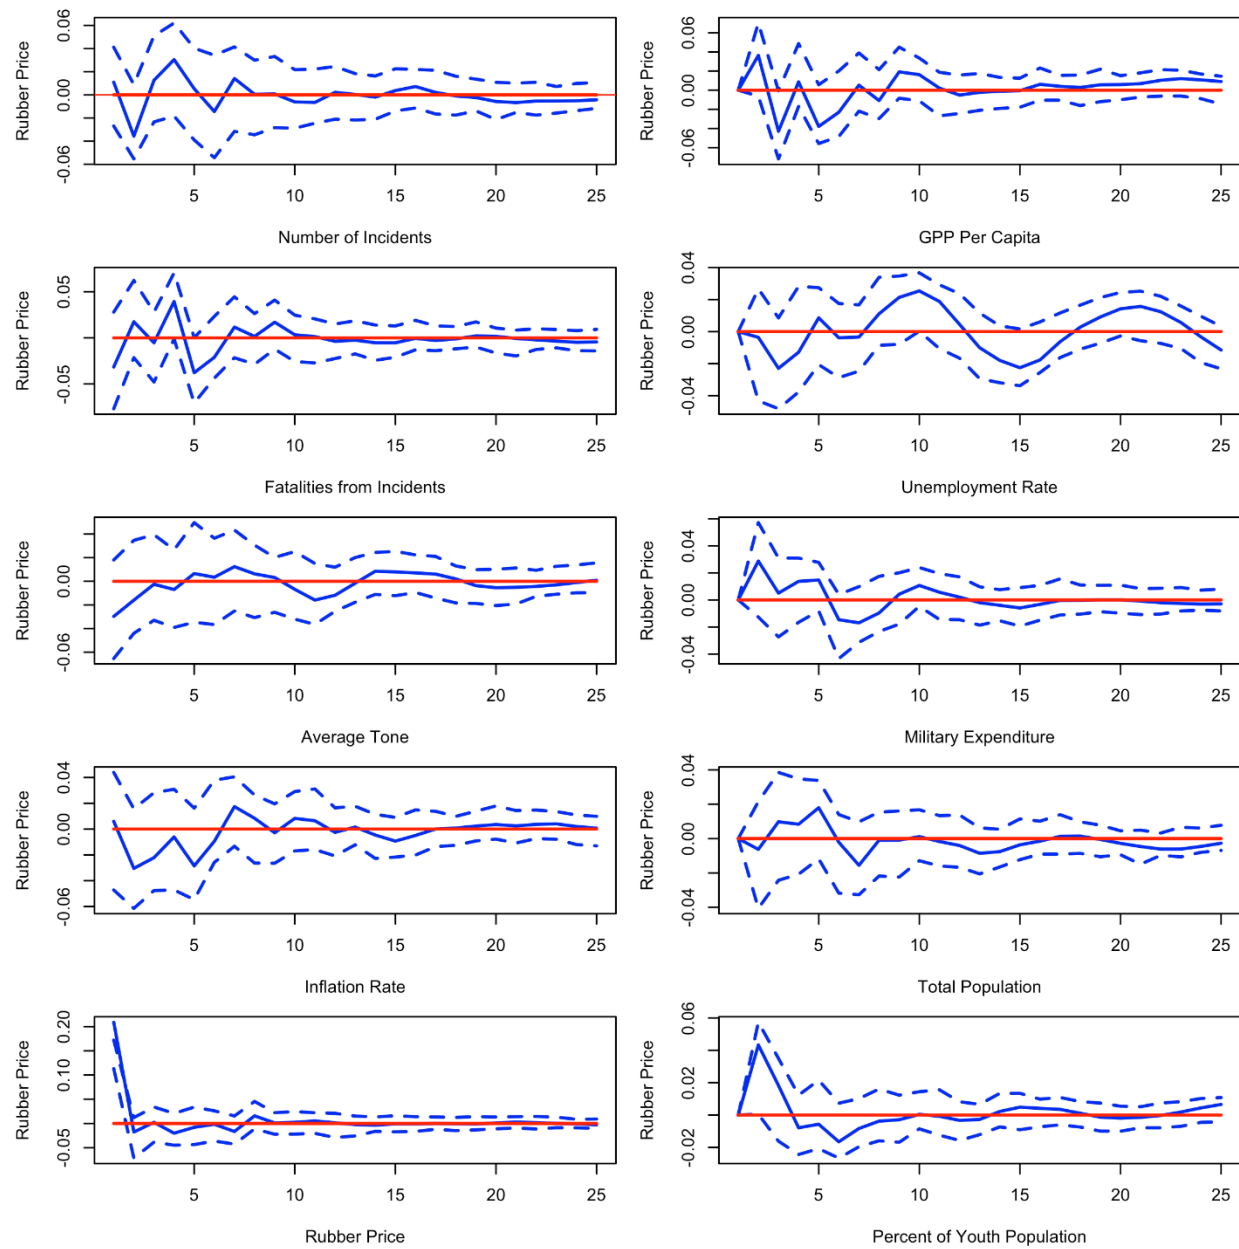 Rubber Price
0.06
0.00
-0.06
5 10 15 20 25
Number of Incidents
Rubber Price
0.06
0.00
-0.06
5 10 15 20 25
GPP Per Capita
Rubber Price
0.05
-0.05
5 10 15 20 25
Fatalities from Incidents
Rubber Price
0.04
0.00
-0.04
5 10 15 20 25
Unemployment Rate
Rubber Price
0.00
-0.06
5 10 15 20 25
Average Tone
Rubber Price
0.04
0.00
-0.04
5 10 15 20 25
Military Expenditure
Rubber Price
0.04
0.00
-0.06
5 10 15 20 25
Inflation Rate
Rubber Price
0.04
0.00
-0.04
5 10 15 20 25
Total Population
Rubber Price
0.20
0.10
-0.05
5 10 15 20 25
Rubber Price
Rubber Price
0.06
0.02
-0.02
5 10 15 20 25
Percent of Youth Population